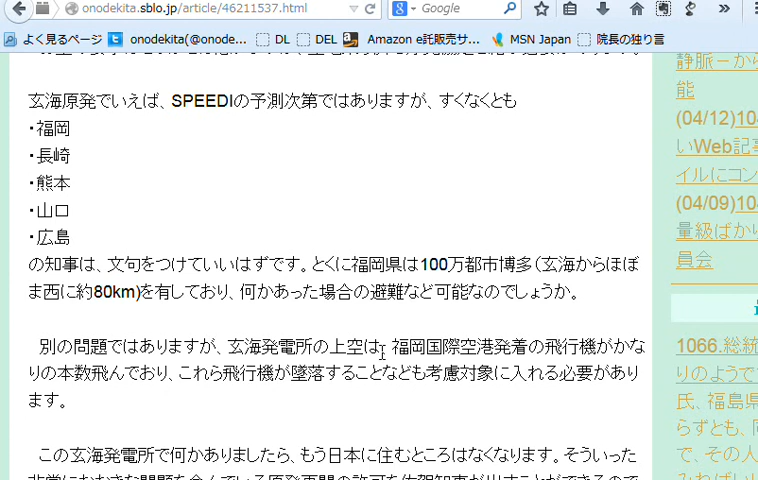 onodekita.sblo.jp/article/46211537.html
Google
よく見るページ onodekita(@onode... DL DEL Amazon e託販売サ... MSN Japan 院長の独り言
玄海原発でいえば、SPEEDIの予測次第ではありますが、すくなくとも
・福岡
・長崎
・熊本
・山口
・広島
の知事は、文句をつけていいはずです。とくに福岡県は100万都市博多(玄海からほぼ
ま西に約80km)を有しており、何かあった場合の避難など可能なのでしょうか。
別の問題ではありますが、玄海発電所の上空は、福岡国際空港発着の飛行機がかな
りの本数飛んでおり、これら飛行機が墜落することなども考慮対象に入れる必要があり
ます。
この玄海発電所で何かありましたら、もう日本に住むところはなくなります。そういった
静脈－から
能
(04/12)104
いWeb記事
イルにコン
(04/09)104
量級ばかり
員会
1066.総統
りのようで
氏、福島県
らずとも、同
で、その人